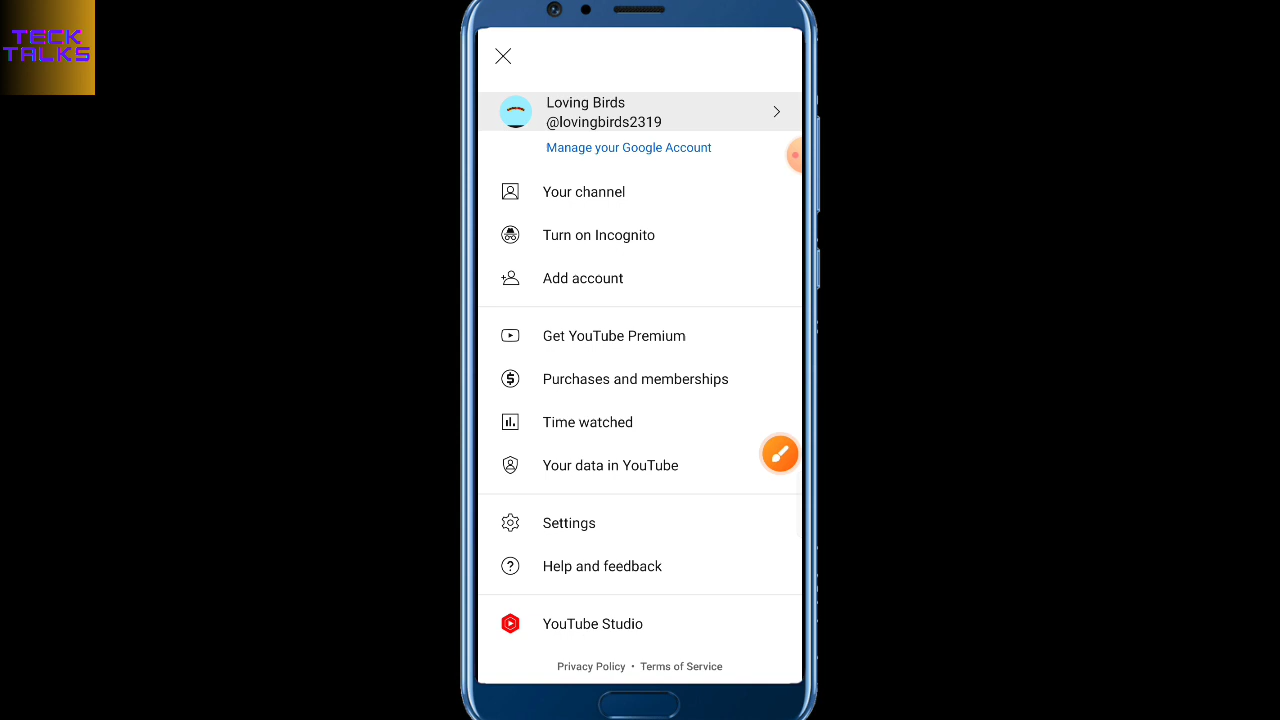 TECK
TALKS
Loving Birds
@lovingbirds2319
Manage your Google Account
Your channel
Turn on Incognito
Add account
Get YouTube Premium
Purchases and memberships
Time watched
Your data in YouTube
Settings
Help and feedback
YouTube Studio
Privacy Policy • Terms of Service